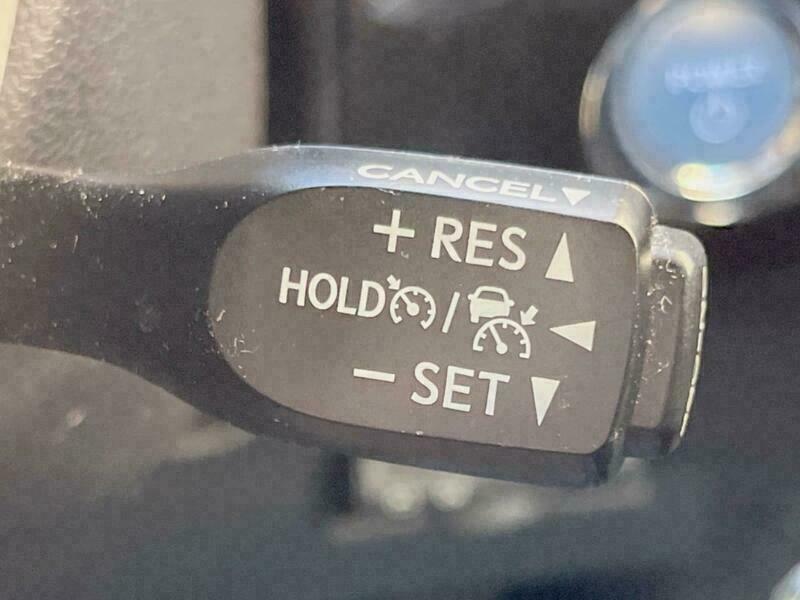 CANCEL▼
+ RES ▲
HOLD / ◀
- SET ▼